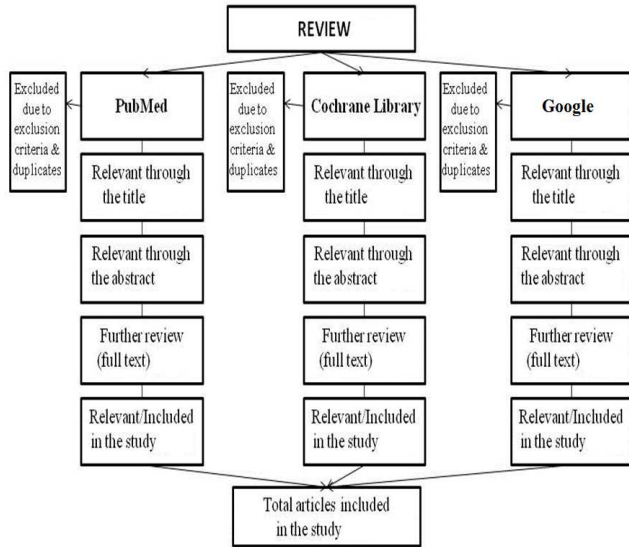 REVIEW
Excluded
due to
exclusion
criteria &
duplicates
PubMed
Excluded
due to
exclusion
criteria &
duplicates
Cochrane Library
Excluded
due to
exclusion
criteria &
duplicates
Google
Relevant through
the title
Relevant through
the title
Relevant through
the title
Relevant through
the abstract
Relevant through
the abstract
Relevant through
the abstract
Further review
(full text)
Further review
(full text)
Further review
(full text)
Relevant/Included
in the study
Relevant/Included
in the study
Relevant/Included
in the study
Total articles included
in the study